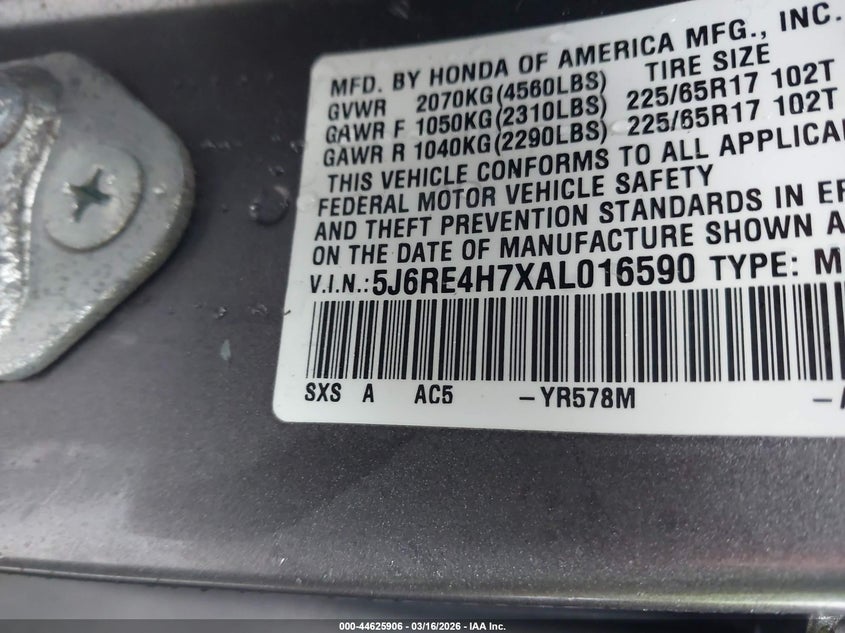 MFD. BY HONDA OF AMERICA MFG., INC.
TIRE SIZE
GVWR 2070KG(4560LBS)
GAWR F 1050KG(2310LBS) 225/65R17 102T
GAWR R 1040KG(2290LBS) 225/65R17 102T
THIS VEHICLE CONFORMS TO ALL APPLICA
FEDERAL MOTOR VEHICLE SAFETY
AND THEFT PREVENTION STANDARDS IN EF
ON THE DATE OF MANUFACTURE SHOWN A
V.I.N.: 5J6RE4H7XAL016590 TYPE: M
SXS A AC5 -YR578M -A
000-44625906 - 03/16/2026 - IAA Inc.